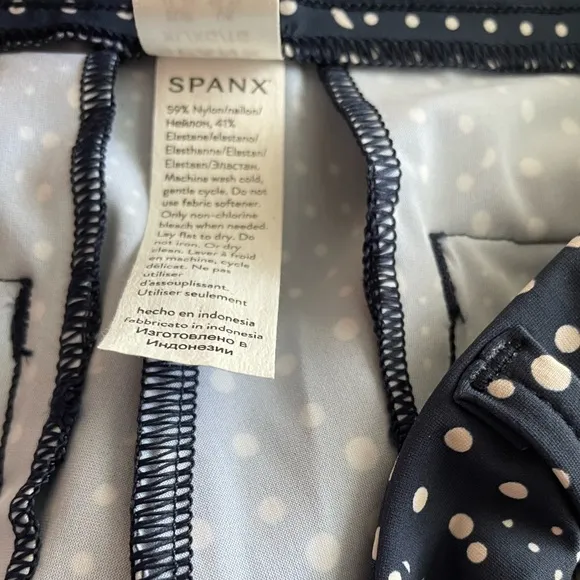 SPANX
59% Nylon/nailon/
Нейлон, 41%
Elastane/elastano/
Elasthanne/Elastan/
Elasteen/Эластан.
Machine wash cold,
gentle cycle. Do not
use fabric softener.
Only non-chlorine
bleach when needed.
Lay flat to dry. Do
not iron. Or dry
clean. Laver à froid
en machine, cycle
délicat. Ne pas
utiliser
d'assouplissant.
Utiliser seulement
hecho en indonesia
fabbricato in indonesia
Изготовлено в
Индонезии